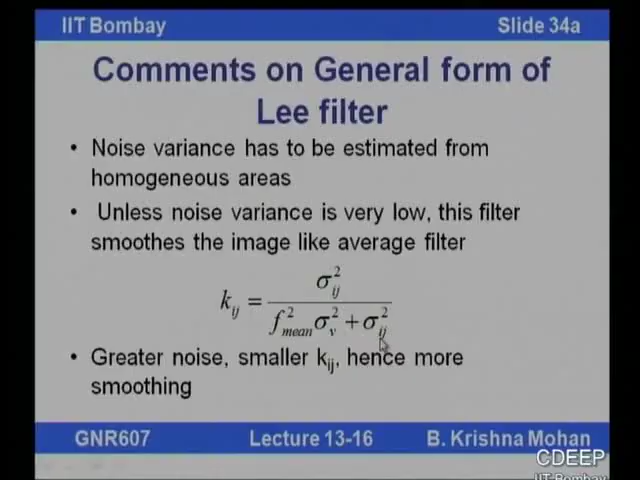 IIT Bombay
Slide 34a
Comments on General form of
Lee filter
• Noise variance has to be estimated from
homogeneous areas
• Unless noise variance is very low, this filter
smoothes the image like average filter
k_ij = σ_ij^2 / (f_mean^2 σ_v^2 + σ_ij^2)
• Greater noise, smaller k_ij, hence more
smoothing
GNR607
Lecture 13-16
B. Krishna Mohan
CDEEP
IIT Bombay